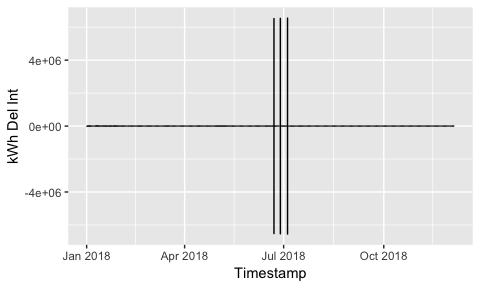 kWh Del Int
4e+06
0e+00
-4e+06
Jan 2018
Apr 2018
Jul 2018
Oct 2018
Timestamp